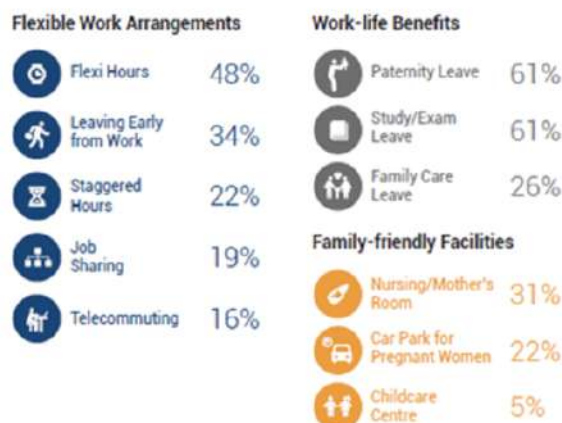 Flexible Work Arrangements
Flexi Hours 48%
Leaving Early
from Work 34%
Staggered
Hours 22%
Job
Sharing 19%
Telecommuting 16%
Work-life Benefits
Paternity Leave 61%
Study/Exam
Leave 61%
Family Care
Leave 26%
Family-friendly Facilities
Nursing/Mother's
Room 31%
Car Park for
Pregnant Women 22%
Childcare
Centre 5%